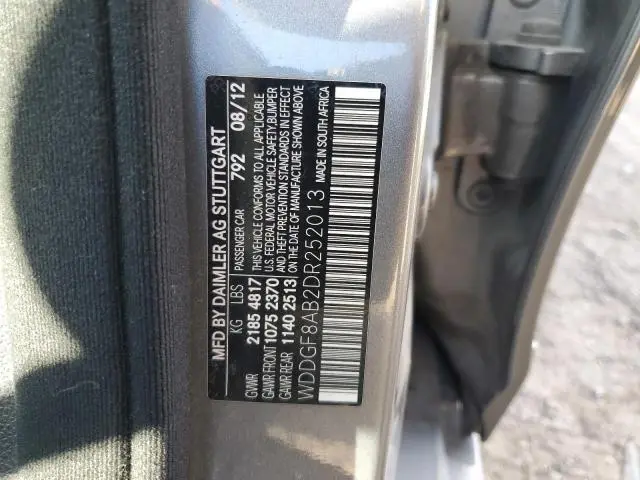 MFD BY DAIMLER AG STUTTGART
KG LBS PASSENGER CAR 792 08/12
GVWR 2185 4817 THIS VEHICLE CONFORMS TO ALL APPLICABLE
GAWR FRONT 1075 2370 U.S. FEDERAL MOTOR VEHICLE SAFETY, BUMPER
GAWR REAR 1140 2513 AND THEFT PREVENTION STANDARDS IN EFFECT
ON THE DATE OF MANUFACTURE SHOWN ABOVE
WDDGF8AB2DR252013 MADE IN SOUTH AFRICA